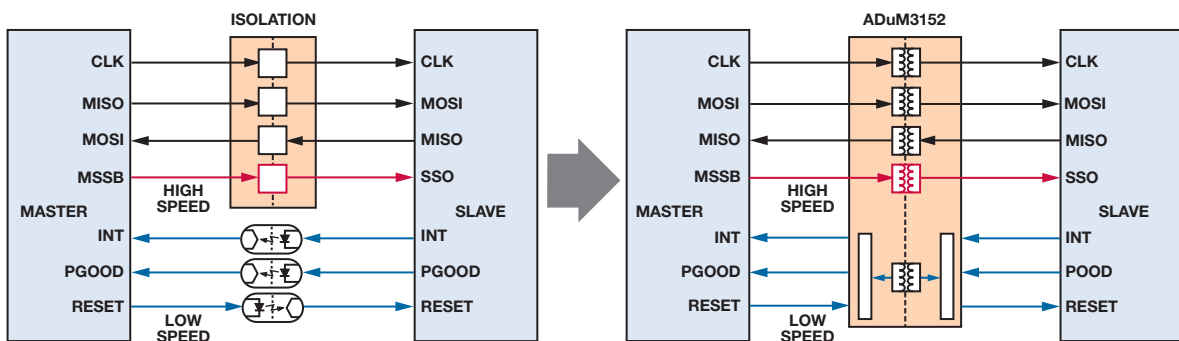 ISOLATION
CLK
CLK
MISO
MOSI
MOSI
MISO
MSSB
SSO
HIGH
SPEED
MASTER
SLAVE
INT
INT
PGOOD
PGOOD
RESET
RESET
LOW
SPEED
ADuM3152
CLK
CLK
MOSI
MOSI
MISO
MISO
MSSB
SSO
HIGH
SPEED
MASTER
SLAVE
INT
INT
PGOOD
POOD
RESET
RESET
LOW
SPEED